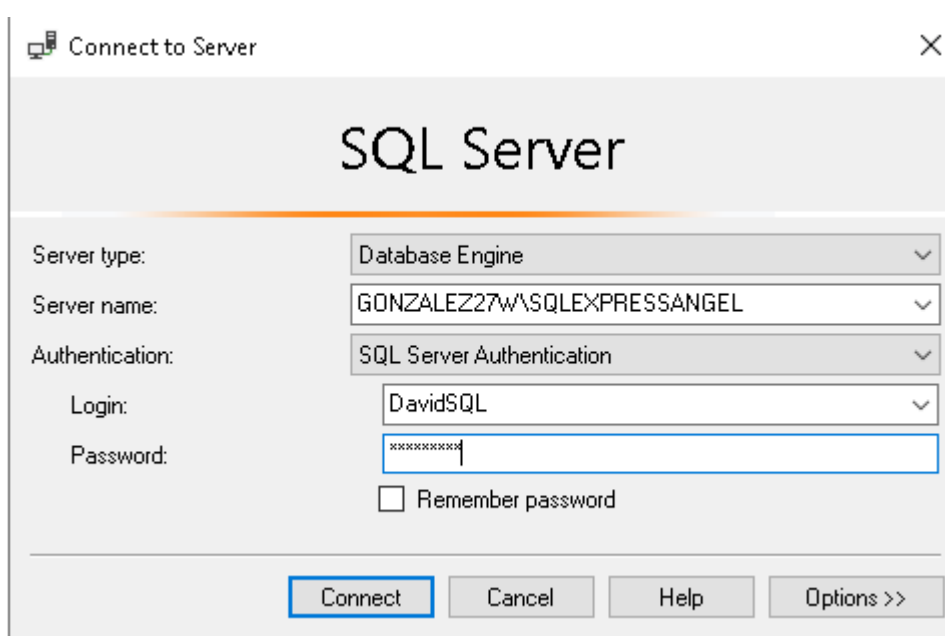 Connect to Server
SQL Server
Server type: Database Engine
Server name: GONZALEZ27W\SQLEXPRESSANGEL
Authentication: SQL Server Authentication
Login: DavidSQL
Password: *********
Remember password
Connect Cancel Help Options >>